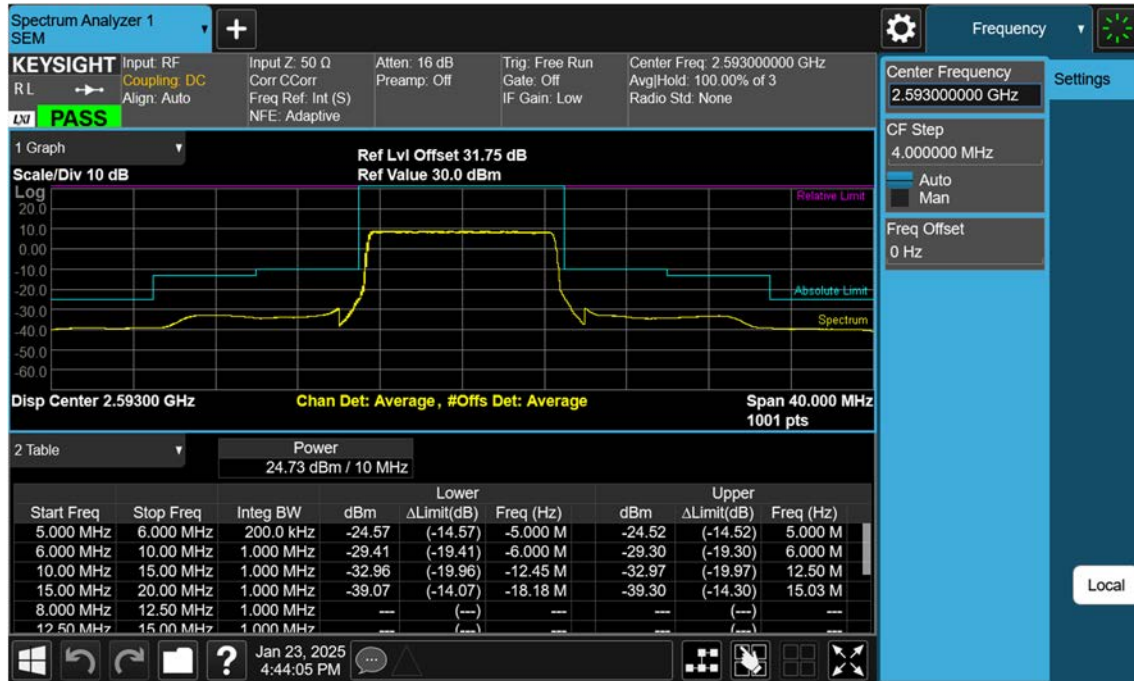 Spectrum Analyzer 1
SEM
+
Frequency
KEYSIGHT
RL
LXI
PASS
Input: RF
Coupling: DC
Align: Auto
Input Z: 50 Ω
Corr CCorr
Freq Ref: Int (S)
NFE: Adaptive
Atten: 16 dB
Preamp: Off
Trig: Free Run
Gate: Off
IF Gain: Low
Center Freq: 2.593000000 GHz
Avg|Hold: 100.00% of 3
Radio Std: None
Center Frequency
2.593000000 GHz
Settings
CF Step
4.000000 MHz
Auto
Man
Freq Offset
0 Hz
1 Graph
Scale/Div 10 dB
Ref Lvl Offset 31.75 dB
Ref Value 30.0 dBm
Log
20.0
10.0
0.00
-10.0
-20.0
-30.0
-40.0
-50.0
-60.0
Relative Limit
Absolute Limit
Spectrum
Disp Center 2.59300 GHz
Chan Det: Average, #Offs Det: Average
Span 40.000 MHz
1001 pts
2 Table
Power
24.73 dBm / 10 MHz
Lower Upper
Start Freq Stop Freq Integ BW dBm ΔLimit(dB) Freq (Hz) dBm ΔLimit(dB) Freq (Hz)
5.000 MHz 6.000 MHz 200.0 kHz -24.57 (-14.57) -5.000 M -24.52 (-14.52) 5.000 M
6.000 MHz 10.00 MHz 1.000 MHz -29.41 (-19.41) -6.000 M -29.30 (-19.30) 6.000 M
10.00 MHz 15.00 MHz 1.000 MHz -32.96 (-19.96) -12.45 M -32.97 (-19.97) 12.50 M
15.00 MHz 20.00 MHz 1.000 MHz -39.07 (-14.07) -18.18 M -39.30 (-14.30) 15.03 M
8.000 MHz 12.50 MHz 1.000 MHz --- (---) --- --- (---) ---
12.50 MHz 15.00 MHz 1.000 MHz --- (---) --- --- (---) ---
Local
?
Jan 23, 2025
4:44:05 PM